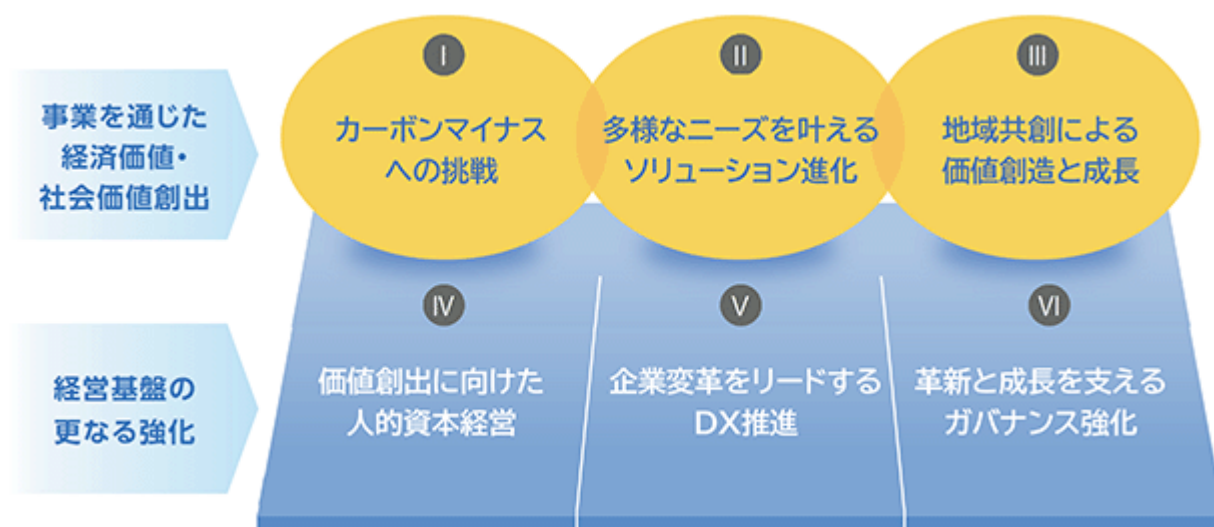 事業を通じた
経済価値・
社会価値創出
Ⅰ
カーボンマイナス
への挑戦
Ⅱ
多様なニーズを叶える
ソリューション進化
Ⅲ
地域共創による
価値創造と成長
経営基盤の
更なる強化
Ⅳ
価値創出に向けた
人的資本経営
Ⅴ
企業変革をリードする
DX推進
Ⅵ
革新と成長を支える
ガバナンス強化